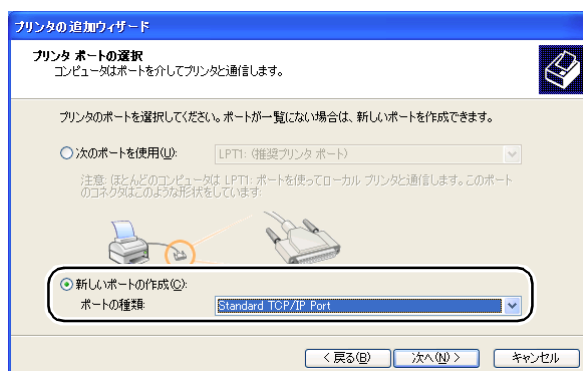 プリンタの追加ウィザード
プリンタ ポートの選択
コンピュータはポートを介してプリンタと通信します。
プリンタのポートを選択してください。ポートが一覧にない場合は、新しいポートを作成できます。
次のポートを使用(U): LPT1: (推奨プリンタ ポート)
注意: ほとんどのコンピュータは LPT1: ポートを使ってローカル プリンタと通信します。このポート
のコネクタはこのような形状をしています:
新しいポートの作成(C):
ポートの種類: Standard TCP/IP Port
< 戻る(B) 次へ(N) > キャンセル